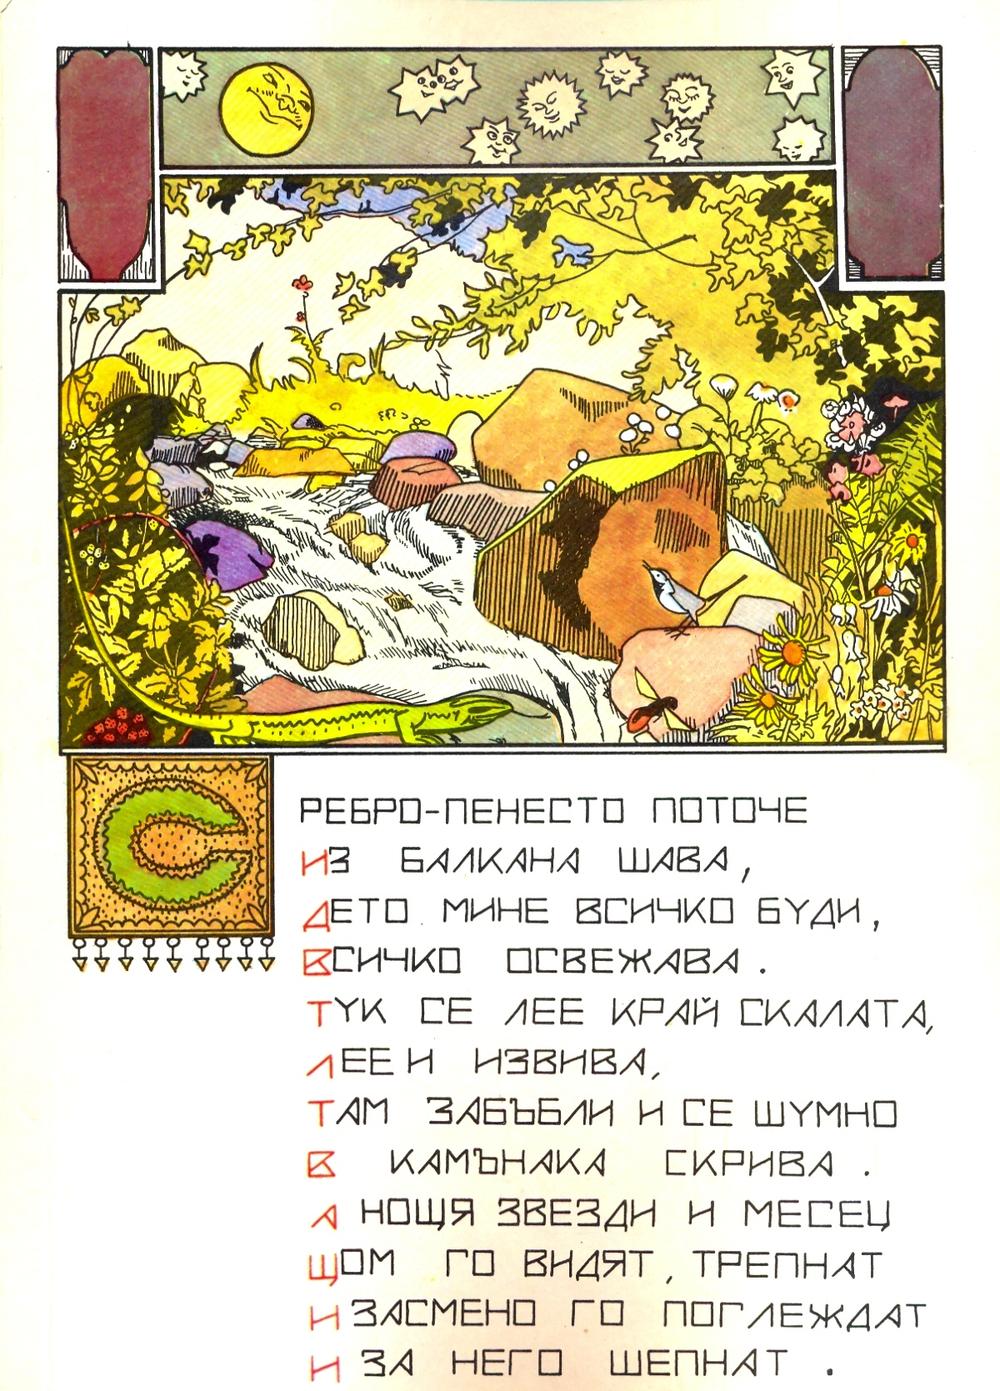 СРЕБРО-ПЕНЕСТО ПОТОЧЕ
ИЗ БАЛКАНА ШАВА,
ДЕТО МИНЕ ВСИЧКО БУДИ,
ВСИЧКО ОСВЕЖАВА.
ТУК СЕ ЛЕЕ КРАЙ СКАЛАТА,
ЛЕЕ И ИЗВИВА,
ТАМ ЗАБЪБЛИ И СЕ ШУМНО
В КАМЪНАКА СКРИВА.
А НОЩЯ ЗВЕЗДИ И МЕСЕЦ
ЩОМ ГО ВИДЯТ, ТРЕПНАТ
И ЗАСМЕНО ГО ПОГЛЕЖДАТ
И ЗА НЕГО ШЕПНАТ.